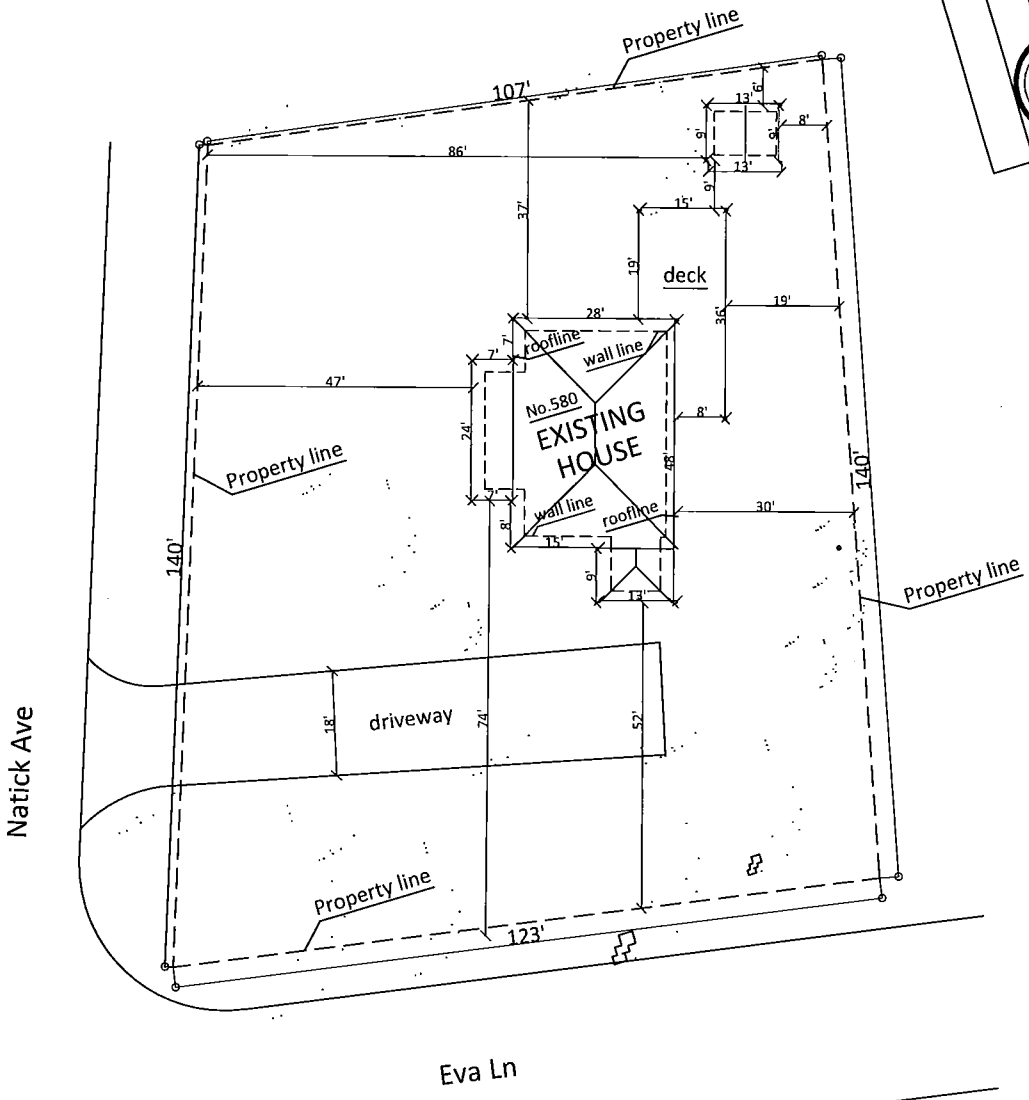 Property line
107'
6'
13'
9'
9'
8'
86'
13'
9'
37'
15'
19'
deck
19'
36'
28'
7'
roofline
wall line
7'
47'
No.580
EXISTING
HOUSE
8'
24'
48'
Property line
140'
7'
wall line
roofline
30'
8'
15'
140'
9'
13'
Property line
18'
driveway
74'
52'
Natick Ave
Property line
123'
Eva Ln